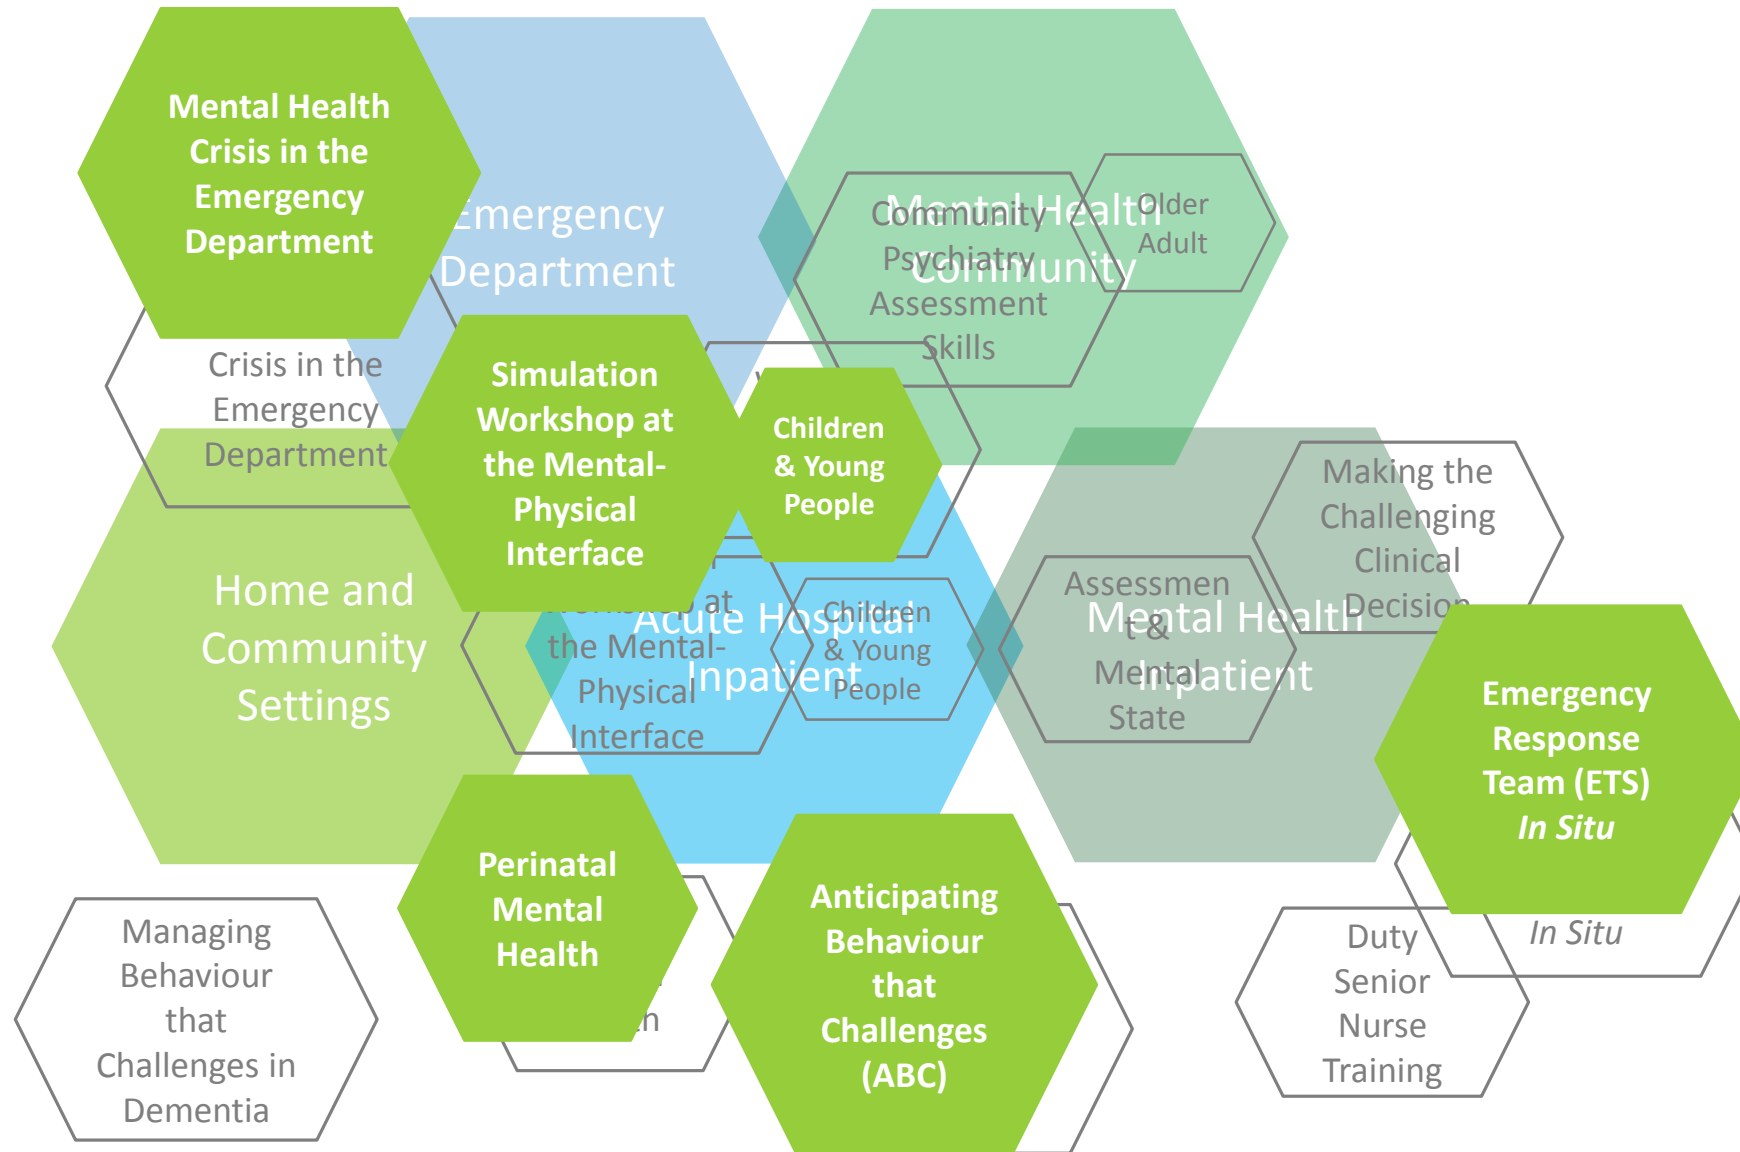 Mental Health
Crisis in the
Emergency
Department
Emergency
Department
Mental Health
Community
Community
Psychiatry
Assessment
Skills
Older
Adult
Crisis in the
Emergency
Department
Simulation
Workshop at
the Mental-
Physical
Interface
Children
& Young
People
Making the
Challenging
Clinical
Decision
Home and
Community
Settings
Workshop at
the Mental-
Physical
Interface
Acute Hospital
Inpatient
Children
& Young
People
Assessmen
t &
Mental
State
Mental Health
Inpatient
Emergency
Response
Team (ETS)
In Situ
In Situ
Perinatal
Mental
Health
Anticipating
Behaviour
that
Challenges
(ABC)
Managing
Behaviour
that
Challenges in
Dementia
Duty
Senior
Nurse
Training